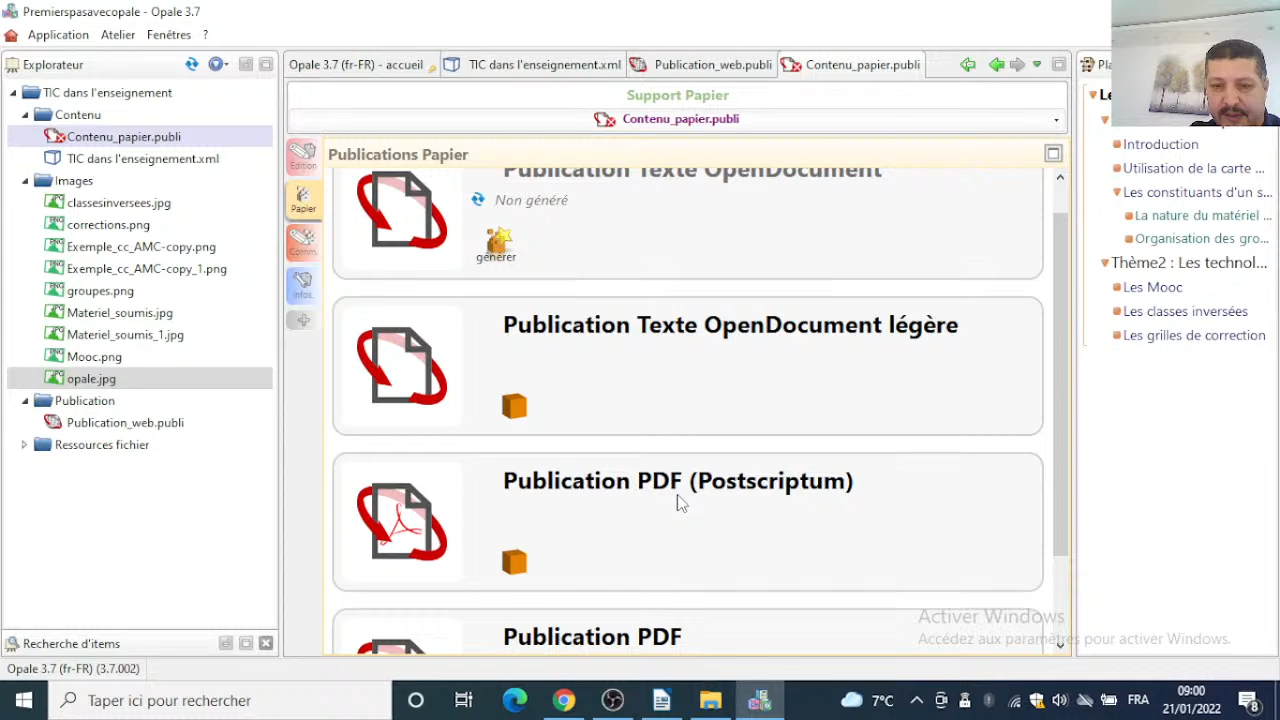 Premierspasavecopale - Opale 3.7
Application Atelier Fenêtres ?
Explorateur
TIC dans l'enseignement
Contenu
Contenu_papier.publi
TIC dans l'enseignement.xml
Images
classesinversees.jpg
corrections.png
Exemple_cc_AMC-copy.png
Exemple_cc_AMC-copy_1.png
groupes.png
Materiel_soumis.jpg
Materiel_soumis_1.jpg
Mooc.png
opale.jpg
Publication
Publication_web.publi
Ressources fichier
Recherche d'items
Opale 3.7 (fr-FR) (3.7.002)
Opale 3.7 (fr-FR) - accueil
TIC dans l'enseignement.xml
Publication_web.publi
Contenu_papier.publi
Support Papier
Contenu_papier.publi
Edition
Papier
Comm.
Infos.
Publications Papier
Publication Texte OpenDocument
Non généré
générer
Publication Texte OpenDocument légère
Publication PDF (Postscriptum)
Publication PDF
Introduction
Utilisation de la carte ...
Les constituants d'un s...
La nature du matériel ...
Organisation des gro...
Thème2 : Les technol...
Les Mooc
Les classes inversées
Les grilles de correction
Activer Windows
Accédez aux paramètres pour activer Windows.
Taper ici pour rechercher
7°C
FRA
09:00
21/01/2022
8